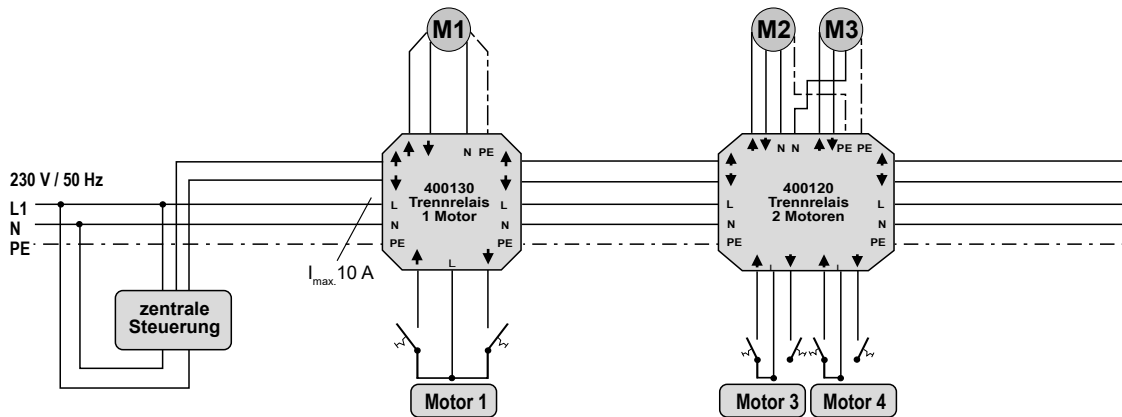 M1
M2 M3
N PE
N N PE PE
230 V / 50 Hz
L1
N
PE
400130
Trennrelais
1 Motor
L L
N N
PE PE
L
400120
Trennrelais
2 Motoren
L L
N N
PE PE
L L
I max. 10 A
zentrale
Steuerung
Motor 1
Motor 3
Motor 4